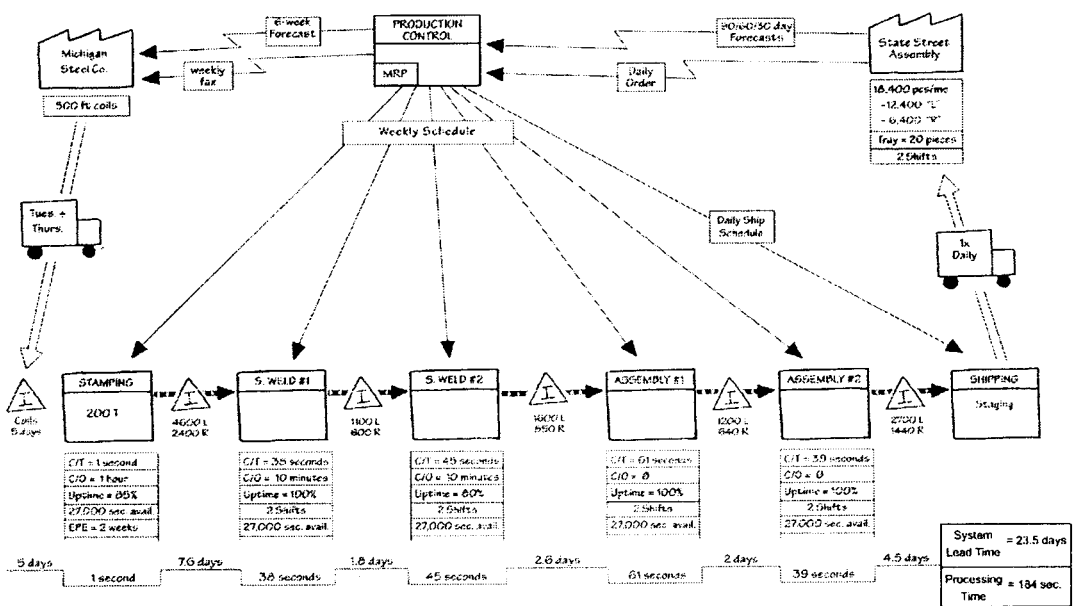 Michigan
Steel Co.
500 ft coils
6-week
Forecast
weekly
fax
PRODUCTION
CONTROL
MRP
90/60/30 day
Forecasts
Daily
Order
State Street
Assembly
18,400 pcs/mo
-12,400 "L"
- 6,400 "R"
Tray = 20 pieces
2 Shifts
Weekly Schedule
Tues. +
Thurs.
Daily Ship
Schedule
1x
Daily
I
Coils
5 days
STAMPING
200 T
C/T = 1 second
C/O = 1 hour
Uptime = 85%
27,000 sec. avail.
EPE = 2 weeks
I
4600 L
2400 R
S. WELD #1
C/T = 38 seconds
C/O = 10 minutes
Uptime = 100%
2 Shifts
27,000 sec. avail.
I
1100 L
600 R
S. WELD #2
C/T = 45 seconds
C/O = 10 minutes
Uptime = 80%
2 Shifts
27,000 sec. avail.
I
1600 L
850 R
ASSEMBLY #1
C/T = 61 seconds
C/O = 0
Uptime = 100%
2 Shifts
27,000 sec. avail.
I
1200 L
640 R
ASSEMBLY #2
C/T = 39 seconds
C/O = 0
Uptime = 100%
2 Shifts
27,000 sec. avail.
I
2700 L
1440 R
SHIPPING
Staging
5 days
1 second
7.6 days
38 seconds
1.8 days
45 seconds
2.6 days
61 seconds
2 days
39 seconds
4.5 days
System
Lead Time = 23.5 days
Processing
Time = 184 sec.